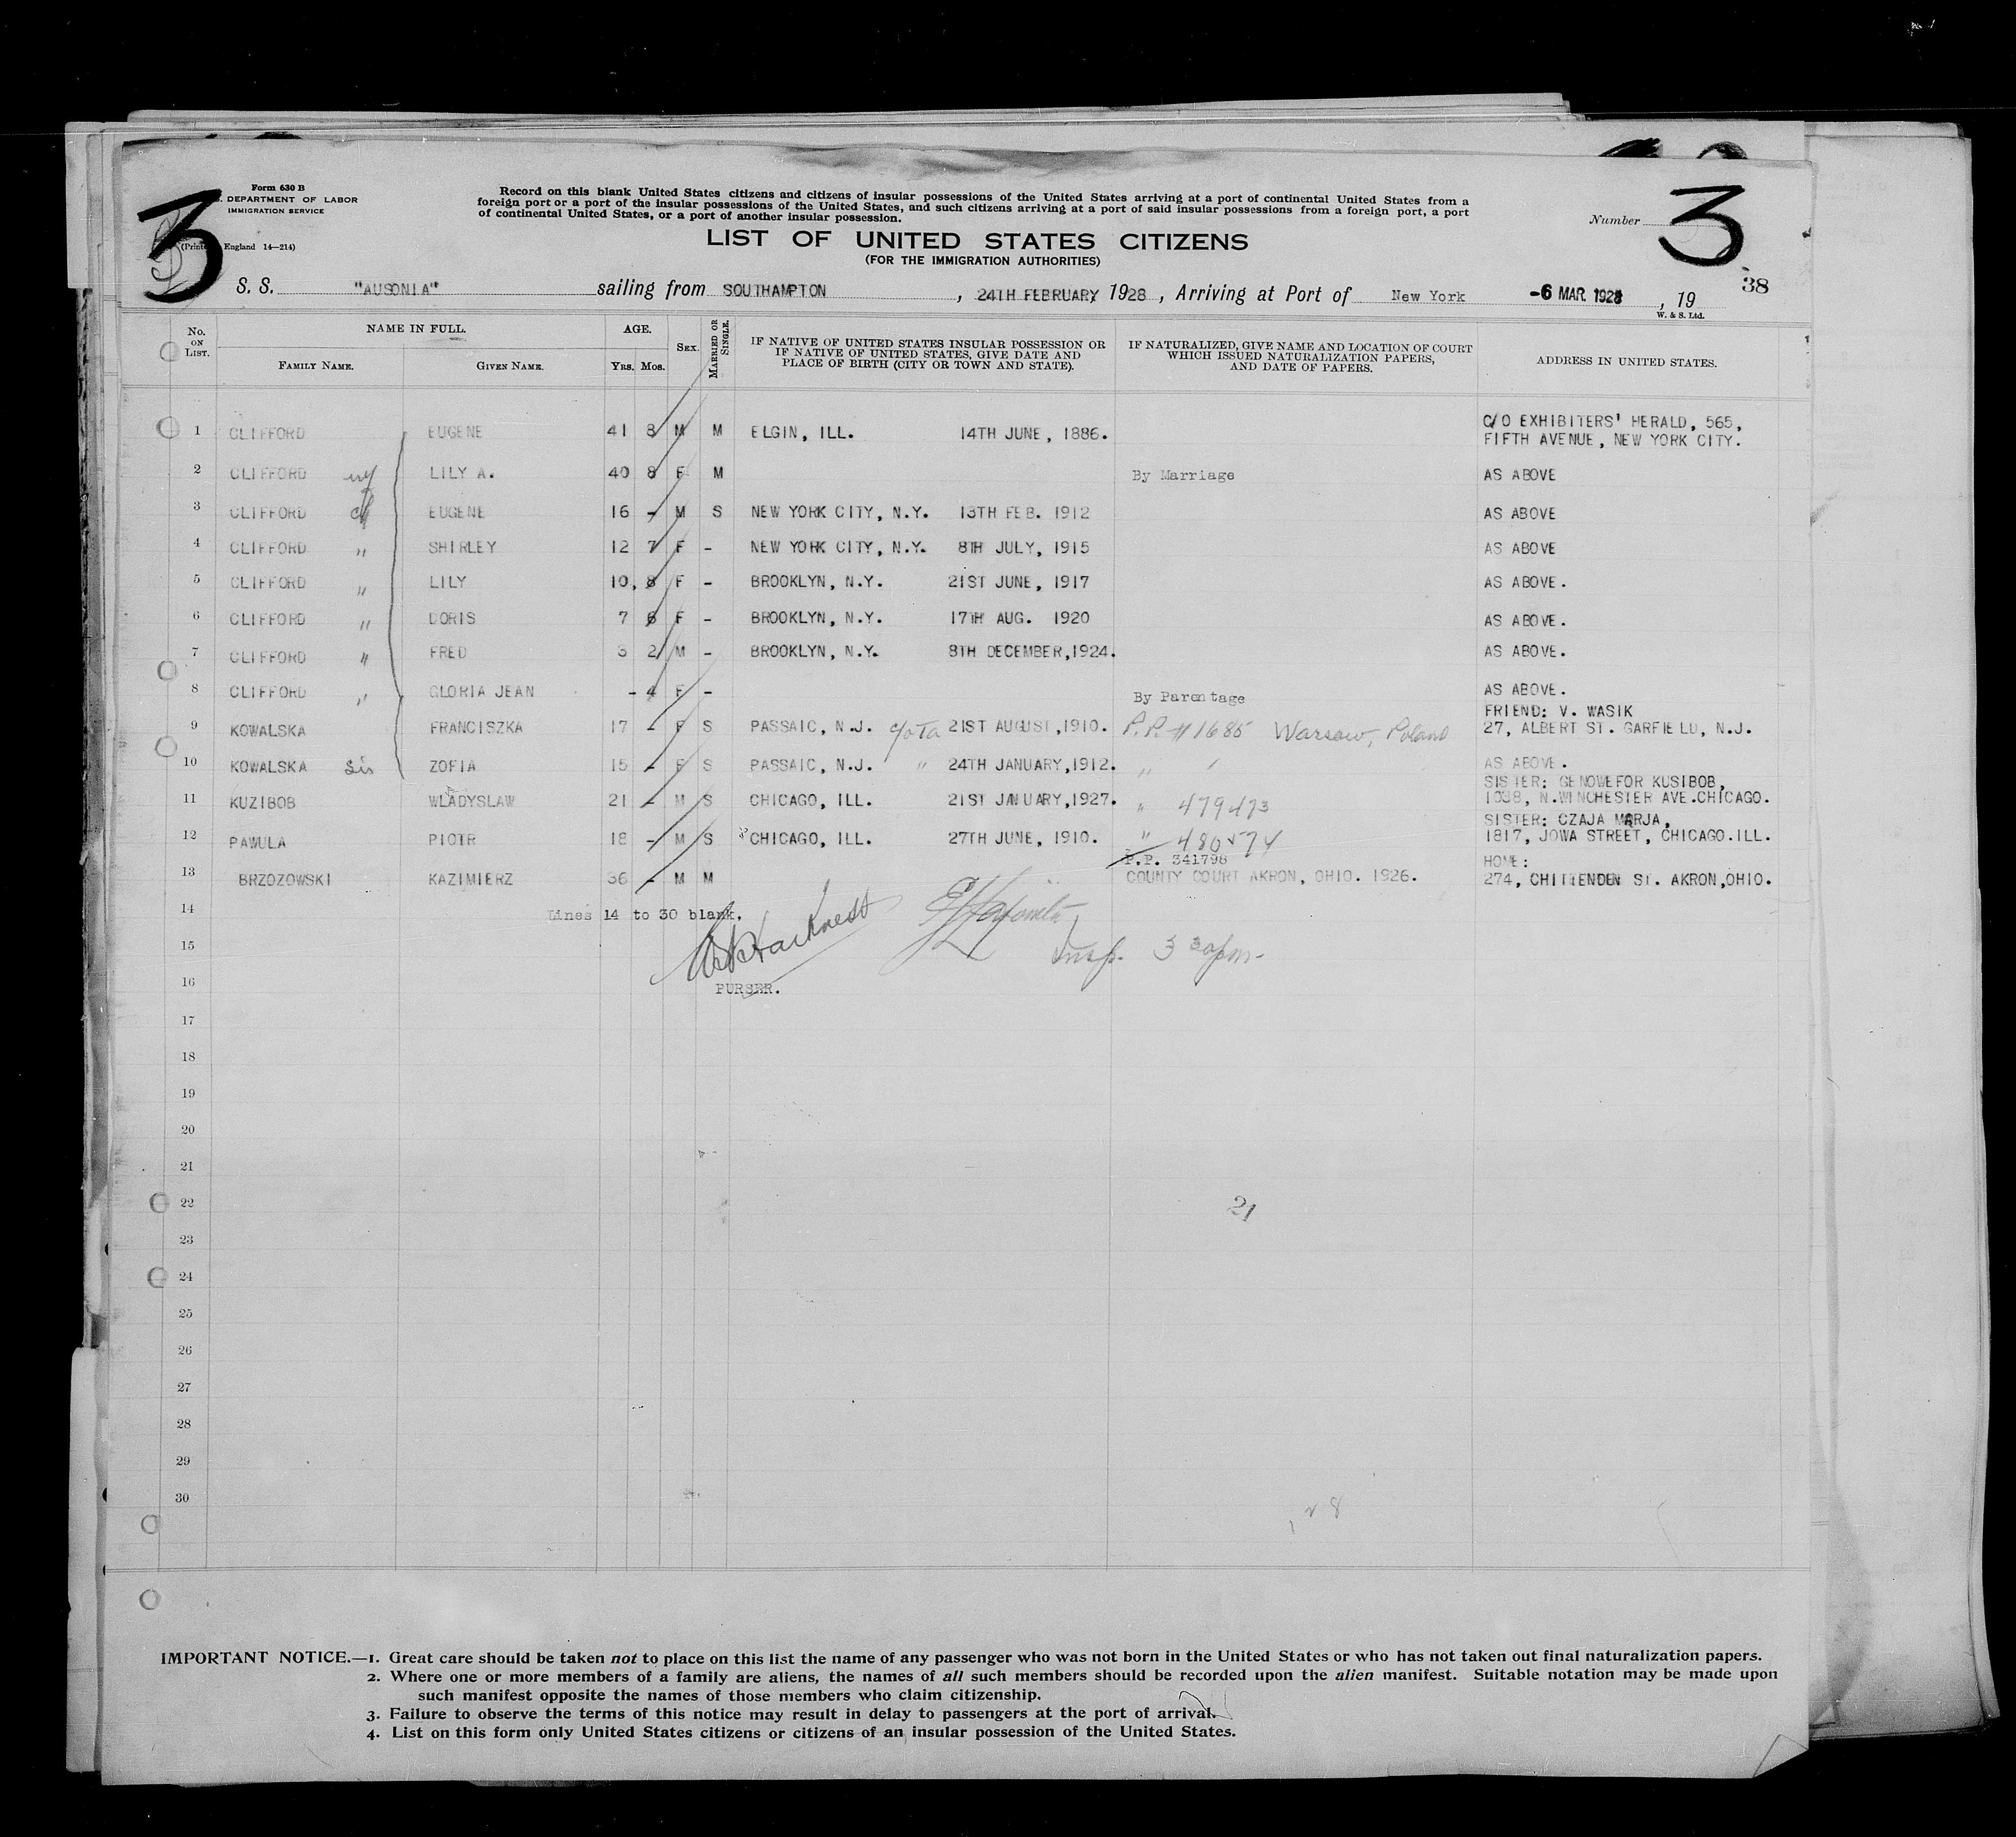 Form 630 B
DEPARTMENT OF LABOR
IMMIGRATION SERVICE
England 14—214)
3
Record on this blank United States citizens and citizens of insular possessions of the United States arriving at a port of continental United States from a
foreign port or a port of the insular possessions of the United States, and such citizens arriving at a port of said insular possessions from a foreign port, a port
of continental United States, or a port of another insular possession.
Number 3
LIST OF UNITED STATES CITIZENS
(FOR THE IMMIGRATION AUTHORITIES)
38
S. S. "AUSONIA" sailing from SOUTHAMPTON, 24TH FEBRUARY 1928, Arriving at Port of New York -6 MAR 1928, 19
W. & S. Ltd.
No. ON LIST. NAME IN FULL. FAMILY NAME. GIVEN NAME. AGE. YRS. MOS. SEX. MARRIED OR SINGLE. IF NATIVE OF UNITED STATES INSULAR POSSESSION OR IF NATIVE OF UNITED STATES, GIVE DATE AND PLACE OF BIRTH (CITY OR TOWN AND STATE). IF NATURALIZED, GIVE NAME AND LOCATION OF COURT WHICH ISSUED NATURALIZATION PAPERS, AND DATE OF PAPERS. ADDRESS IN UNITED STATES.
1 CLIFFORD EUGENE 41 8 M M ELGIN, ILL. 14TH JUNE, 1886. C/O EXHIBITERS' HERALD, 565,
FIFTH AVENUE, NEW YORK CITY.
2 CLIFFORD wf LILY A. 40 8 F M By Marriage AS ABOVE
3 CLIFFORD ch EUGENE 16 - M S NEW YORK CITY, N.Y. 13TH FEB. 1912 AS ABOVE
4 CLIFFORD " SHIRLEY 12 7 F - NEW YORK CITY, N.Y. 8TH JULY, 1915 AS ABOVE
5 CLIFFORD " LILY 10, 8 F - BROOKLYN, N.Y. 21ST JUNE, 1917 AS ABOVE.
6 CLIFFORD " DORIS 7 6 F - BROOKLYN, N.Y. 17TH AUG. 1920 AS ABOVE.
7 CLIFFORD " FRED 3 2 M - BROOKLYN, N.Y. 8TH DECEMBER, 1924. AS ABOVE.
8 CLIFFORD " GLORIA JEAN - 4 F - By Parentage AS ABOVE.
FRIEND: V. WASIK
9 KOWALSKA FRANCISZKA 17 - F S PASSAIC, N.J. 21ST AUGUST, 1910. P.P. #1685 Warsaw, Poland 27, ALBERT ST. GARFIELD, N.J.
10 KOWALSKA Sis ZOFIA 15 - F S PASSAIC, N.J. " 24TH JANUARY, 1912. " AS ABOVE.
SISTER: GENOWEFOR KUSIBOB,
11 KUZIBOB WLADYSLAW 21 - M S CHICAGO, ILL. 21ST JANUARY, 1927. " 479473 1038, N. WINCHESTER AVE. CHICAGO.
SISTER: CZAJA MARJA,
12 PAWULA PIOTR 18 - M S CHICAGO, ILL. 27TH JUNE, 1910. " 480574 1817, JOWA STREET, CHICAGO. ILL.
P.P. 341798 HOME:
13 BRZOZOWSKI KAZIMIERZ 36 - M M COUNTY COURT AKRON, OHIO. 1926. 274, CHITTENDEN ST. AKRON, OHIO.
14 Lines 14 to 30 blank.
15 Insp. 3 30 pm-
16 PURSER.
17
18
19
20
21
22 21
23
24
25
26
27
28
29
30
IMPORTANT NOTICE.—1. Great care should be taken not to place on this list the name of any passenger who was not born in the United States or who has not taken out final naturalization papers.
2. Where one or more members of a family are aliens, the names of all such members should be recorded upon the alien manifest. Suitable notation may be made upon
such manifest opposite the names of those members who claim citizenship.
3. Failure to observe the terms of this notice may result in delay to passengers at the port of arrival.
4. List on this form only United States citizens or citizens of an insular possession of the United States.